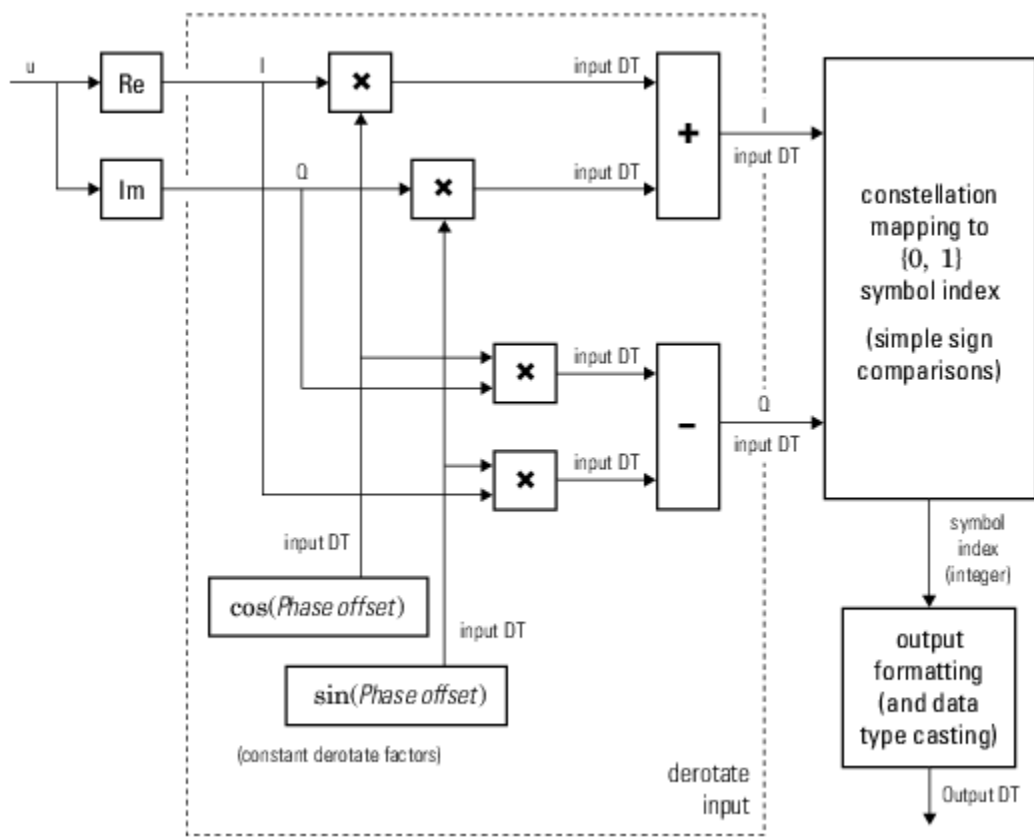 u
Re
I
×
input DT
+
I
input DT
Im
Q
×
input DT
constellation
mapping to
{0, 1}
symbol index
(simple sign
comparisons)
×
input DT
−
Q
input DT
×
input DT
input DT
cos(Phase offset)
input DT
sin(Phase offset)
(constant derotate factors)
derotate
input
symbol
index
(integer)
output
formatting
(and data
type casting)
Output DT